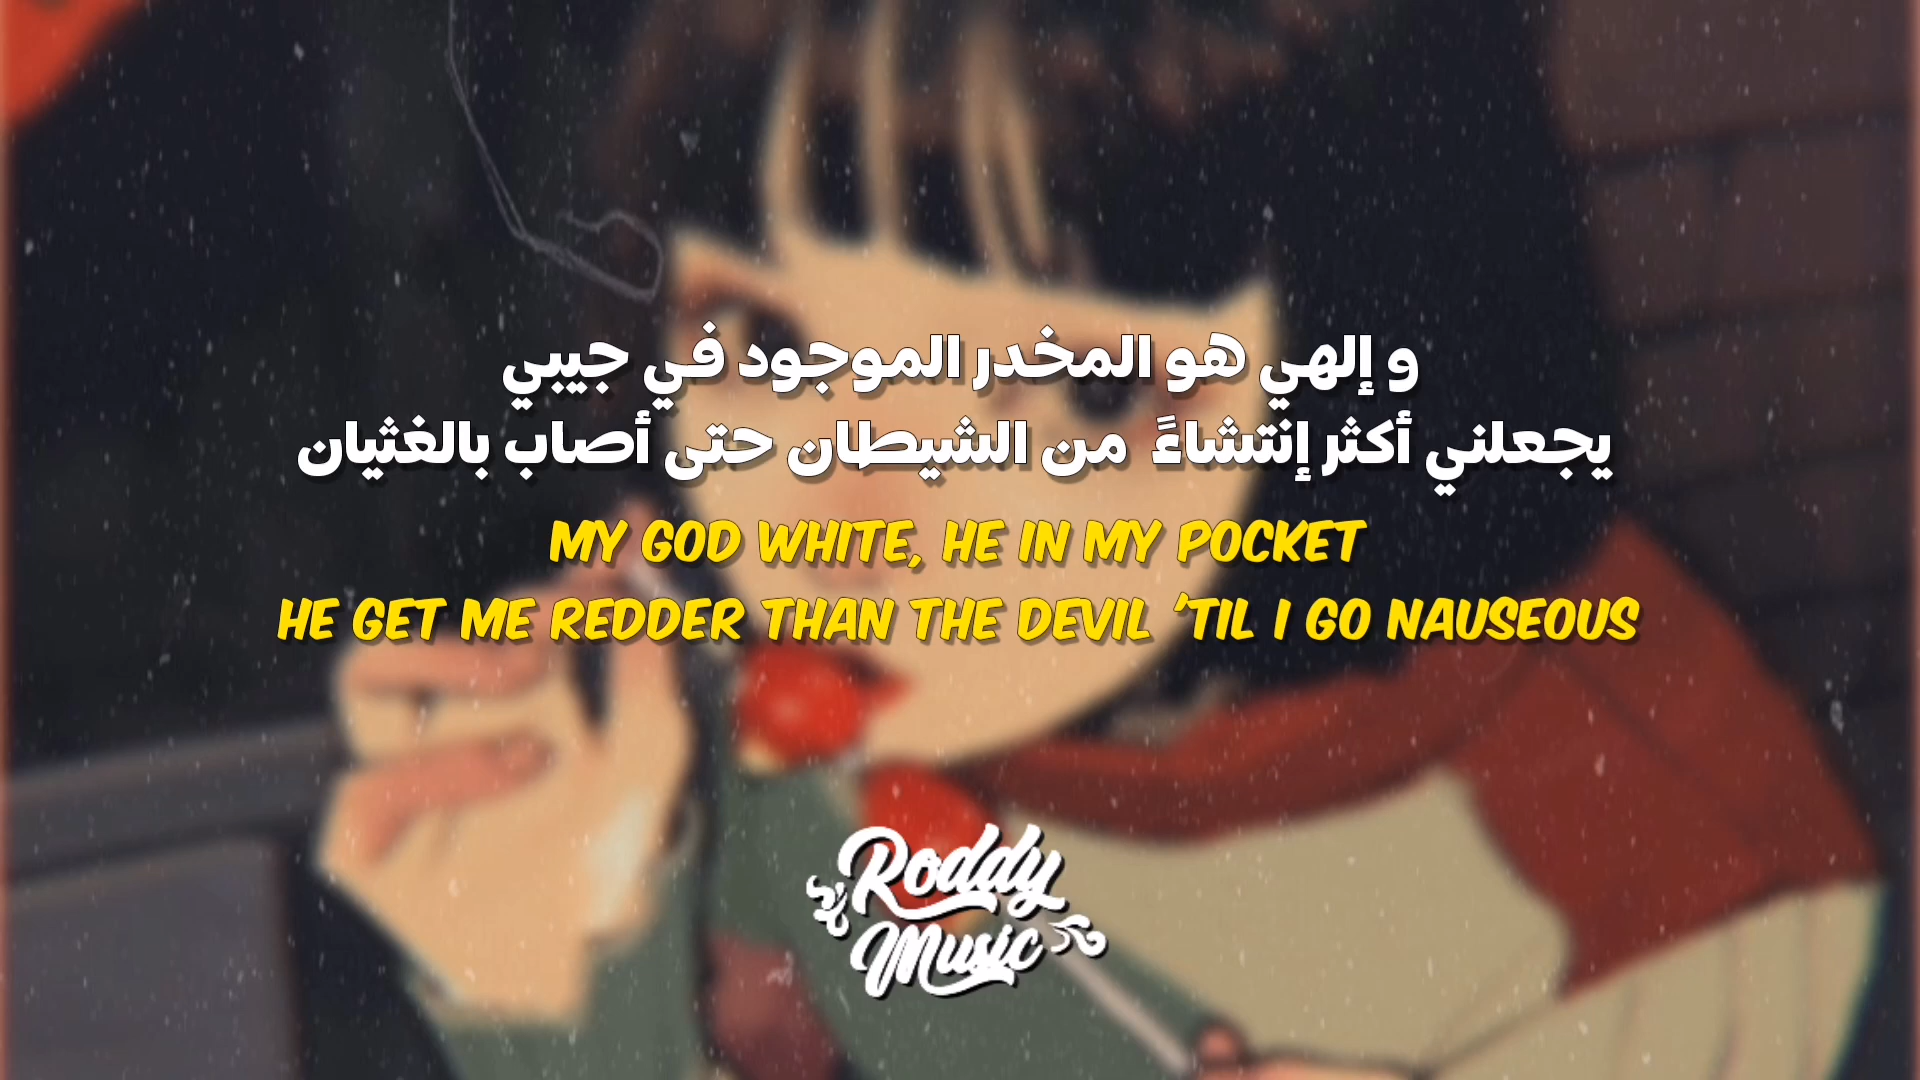 و إلهي هو المخدر الموجود في جيبي
يجعلني أكثر إنتشاءً من الشيطان حتى أصاب بالغثيان
MY GOD WHITE, HE IN MY POCKET
HE GET ME REDDER THAN THE DEVIL 'TIL I GO NAUSEOUS
Roddy
Music